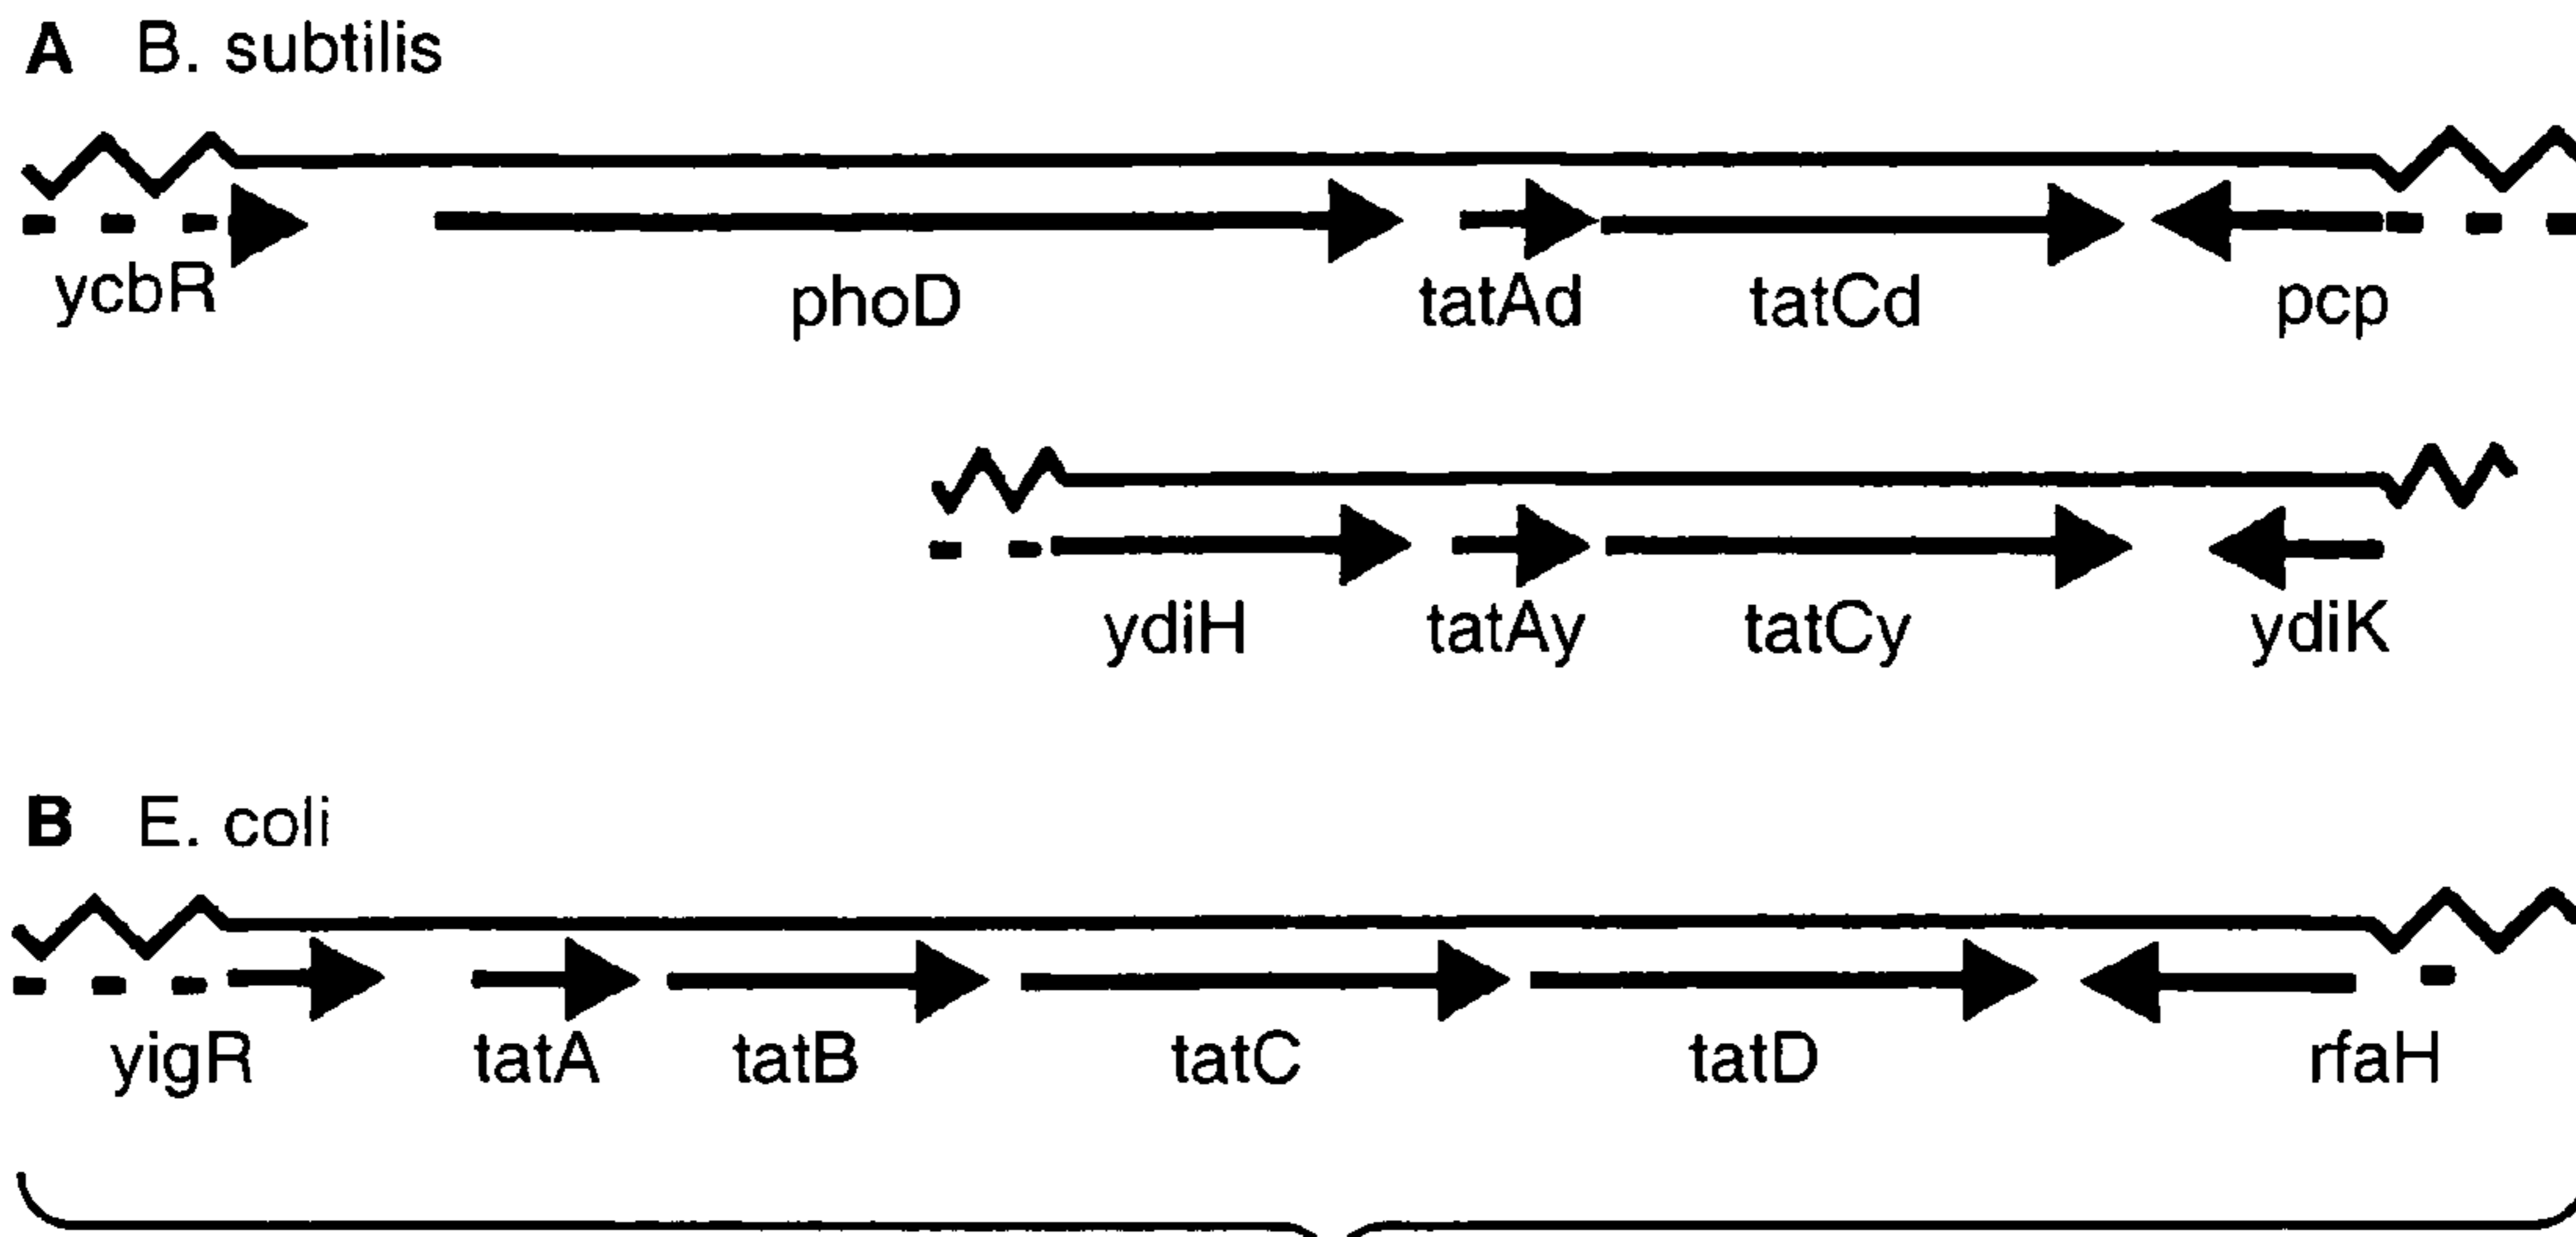 A B. subtilis
ycbR phoD tatAd tatCd pcp
ydiH tatAy tatCy ydiK
B E. coli
yigR tatA tatB tatC tatD rfaH